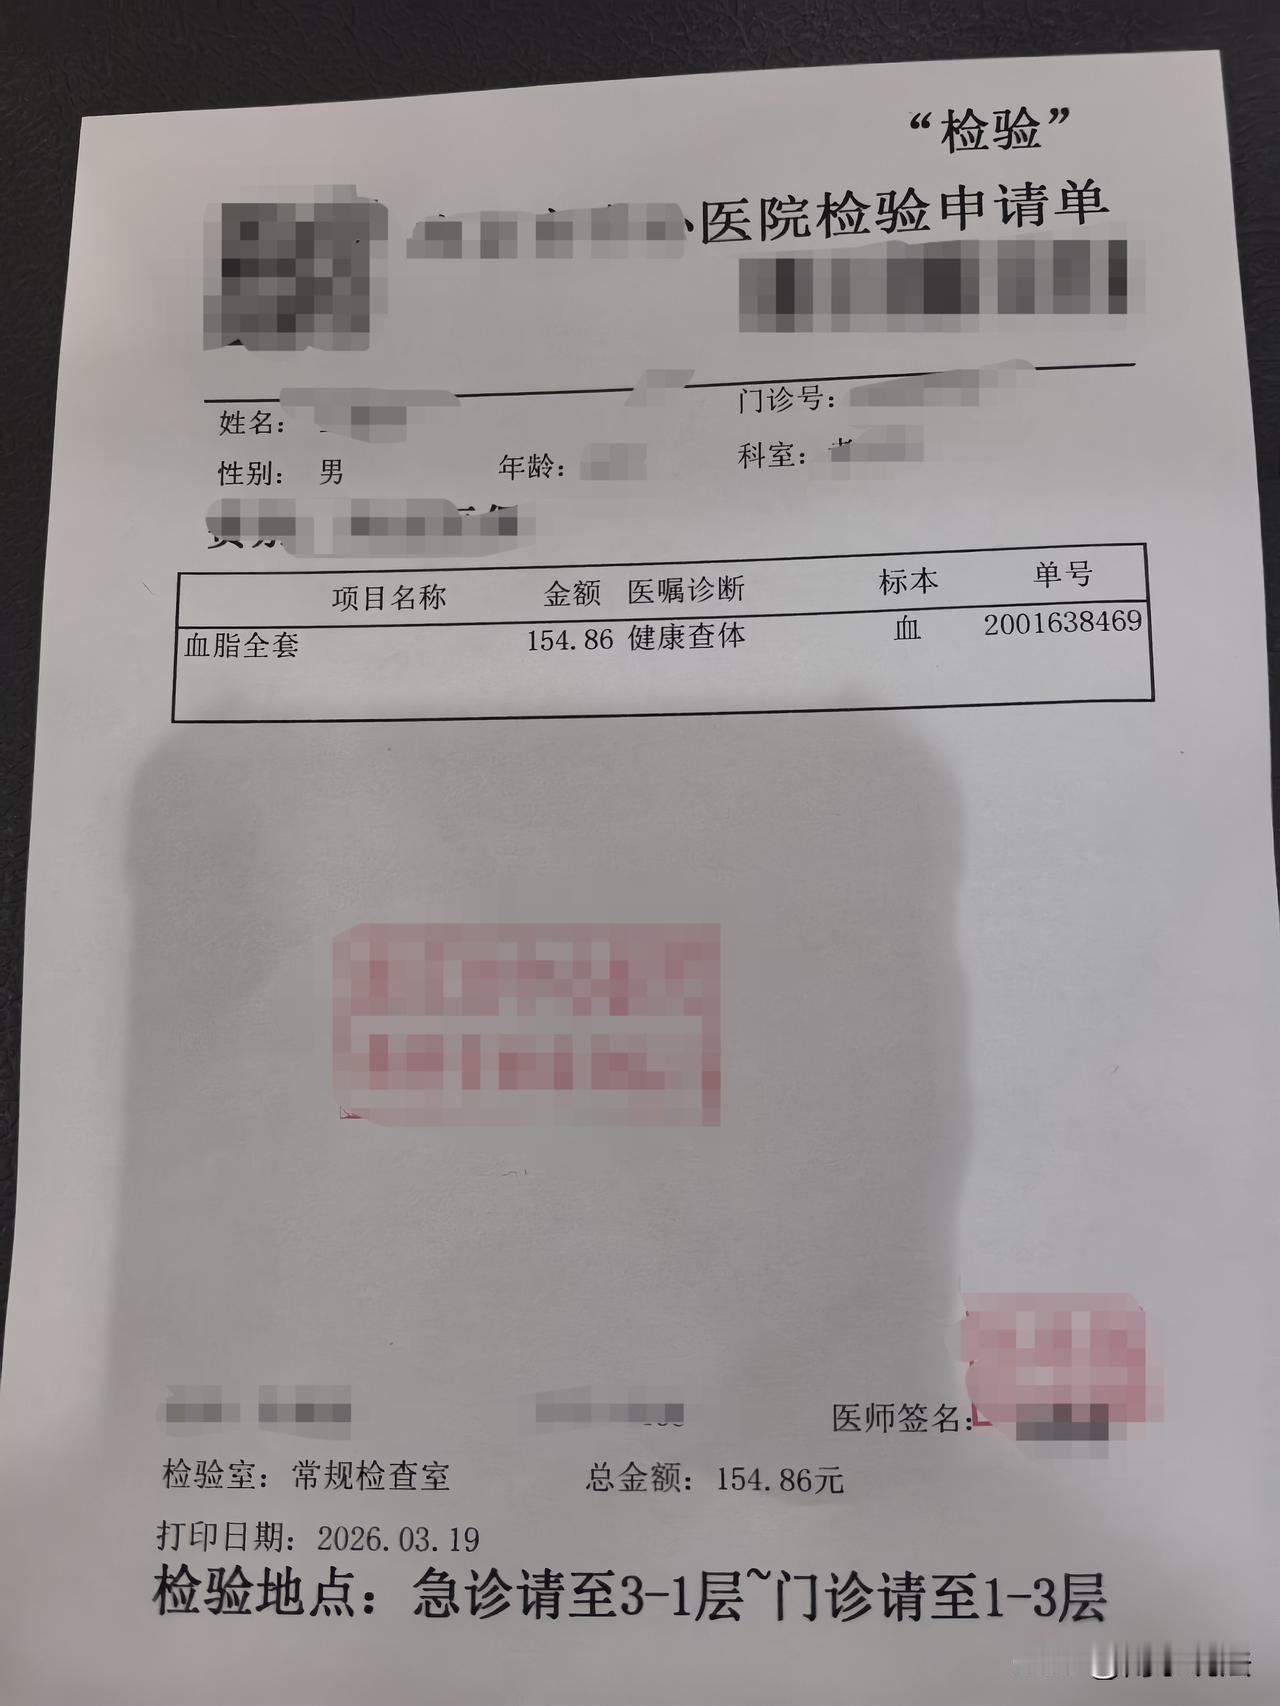 “检验”
医院检验申请单
姓名：
门诊号：
性别： 男 年龄： 科室：
项目名称 金额 医嘱诊断 标本 单号
血脂全套 154.86 健康查体 血 2001638469
医师签名：
检验室：常规检查室 总金额：154.86元
打印日期：2026.03.19
检验地点：急诊请至3-1层~门诊请至1-3层